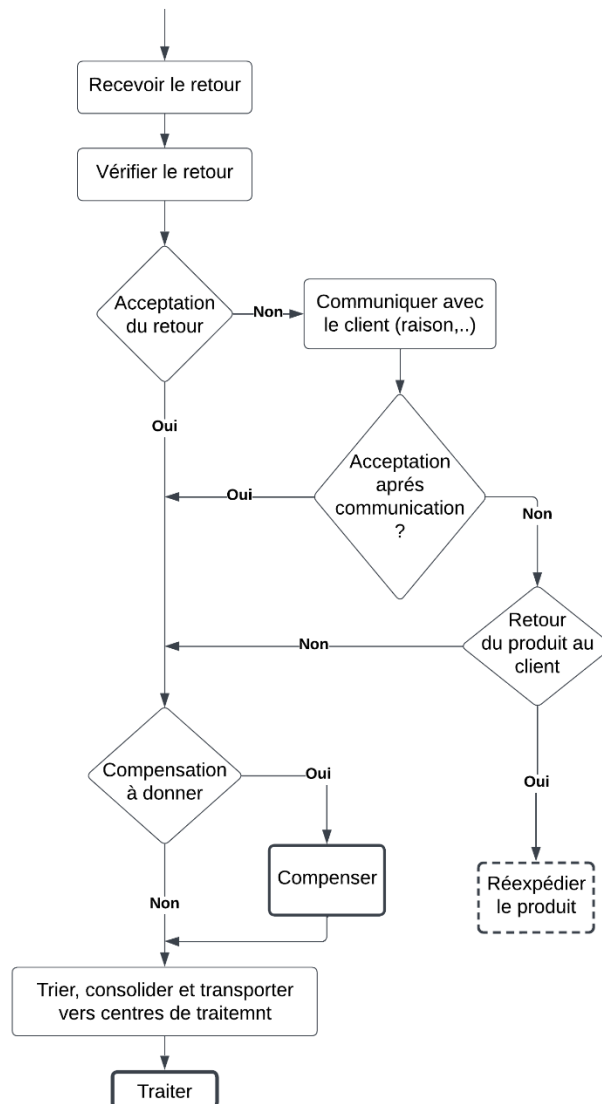 Recevoir le retour
Vérifier le retour
Acceptation
du retour
Non
Communiquer avec
le client (raison,..)
Oui
Acceptation
aprés
communication
?
Oui
Non
Retour
du produit au
client
Non
Compensation
à donner
Oui
Oui
Compenser
Réexpédier
le produit
Non
Trier, consolider et transporter
vers centres de traitemnt
Traiter